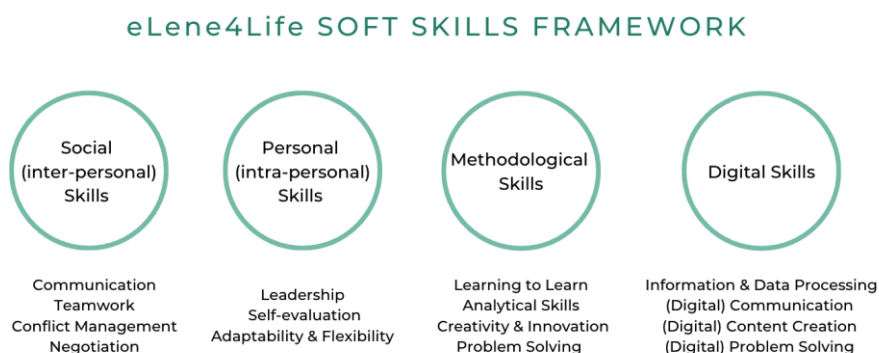 eLene4Life SOFT SKILLS FRAMEWORK
Social
(inter-personal)
Skills
Communication
Teamwork
Conflict Management
Negotiation
Personal
(intra-personal)
Skills
Leadership
Self-evaluation
Adaptability & Flexibility
Methodological
Skills
Learning to Learn
Analytical Skills
Creativity & Innovation
Problem Solving
Digital Skills
Information & Data Processing
(Digital) Communication
(Digital) Content Creation
(Digital) Problem Solving